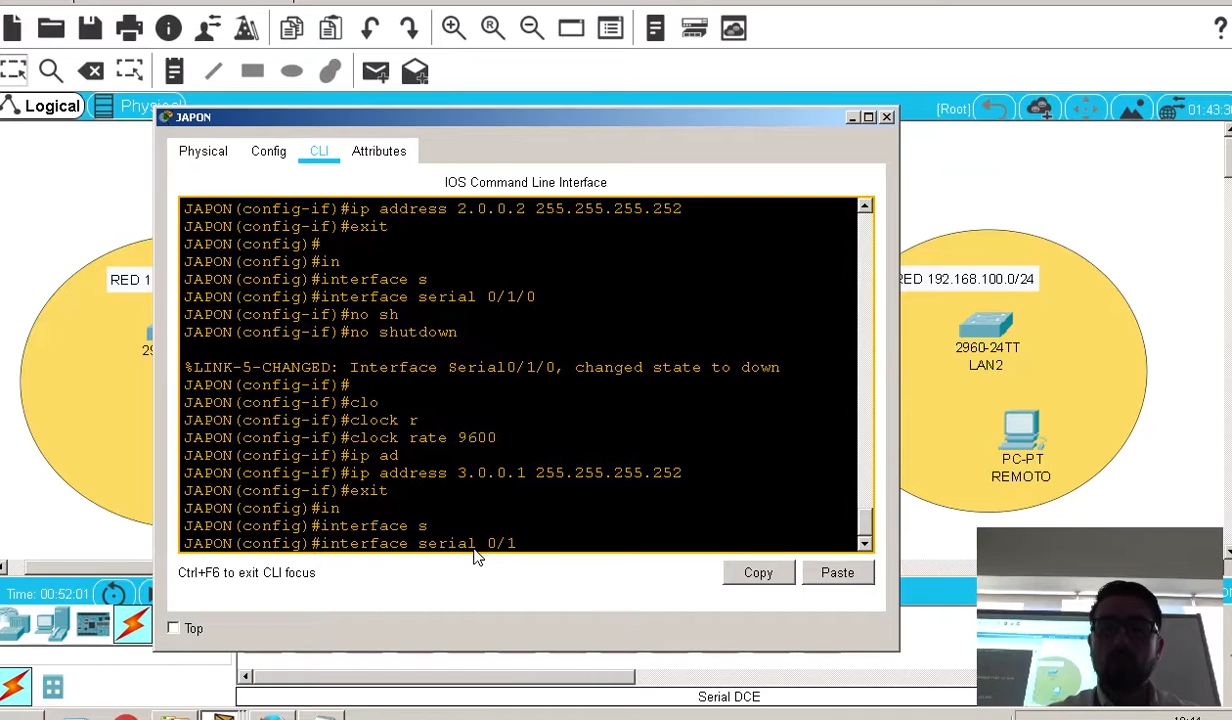 ?
Logical
Physical
[Root]
01:43:3
JAPON
Physical
Config
CLI
Attributes
IOS Command Line Interface
JAPON(config-if)#ip address 2.0.0.2 255.255.255.252
JAPON(config-if)#exit
JAPON(config)#
JAPON(config)#in
JAPON(config)#interface s
JAPON(config)#interface serial 0/1/0
JAPON(config-if)#no sh
JAPON(config-if)#no shutdown
%LINK-5-CHANGED: Interface Serial0/1/0, changed state to down
JAPON(config-if)#
JAPON(config-if)#clo
JAPON(config-if)#clock r
JAPON(config-if)#clock rate 9600
JAPON(config-if)#ip ad
JAPON(config-if)#ip address 3.0.0.1 255.255.255.252
JAPON(config-if)#exit
JAPON(config)#in
JAPON(config)#interface s
JAPON(config)#interface serial 0/1
Ctrl+F6 to exit CLI focus
Copy
Paste
Top
RED 1
29
RED 192.168.100.0/24
2960-24TT
LAN2
PC-PT
REMOTO
Time: 00:52:01
Serial DCE